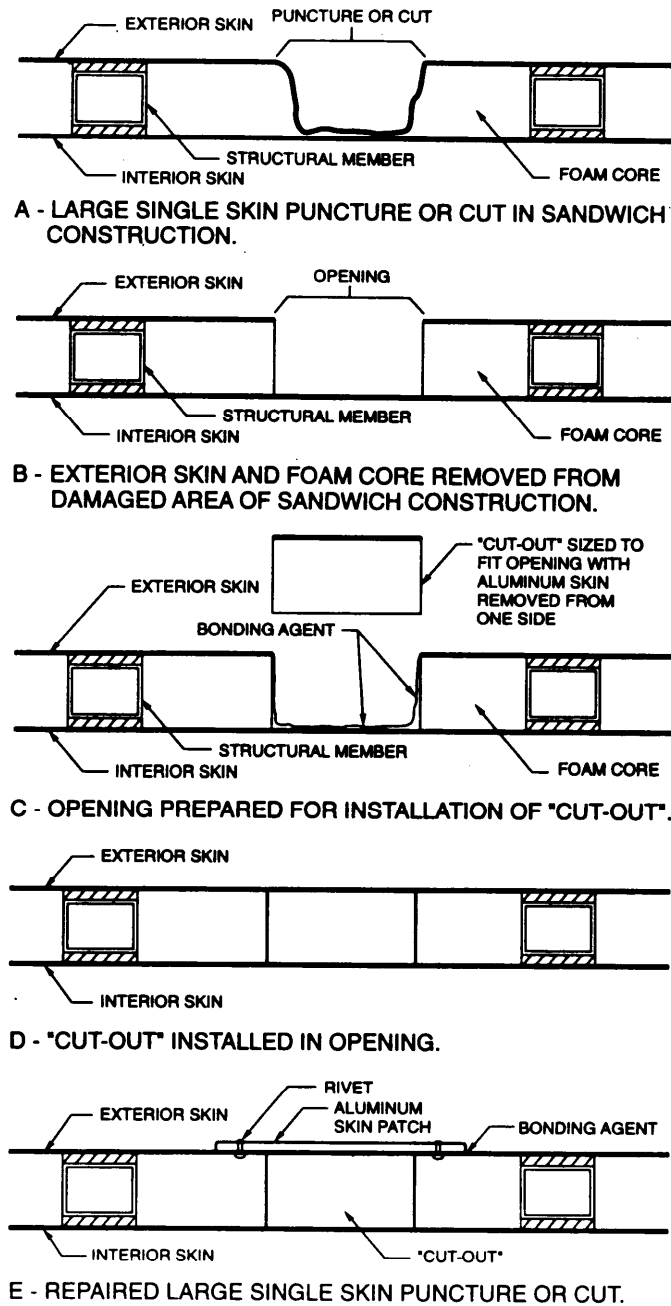 EXTERIOR SKIN
PUNCTURE OR CUT
STRUCTURAL MEMBER
INTERIOR SKIN
FOAM CORE
A - LARGE SINGLE SKIN PUNCTURE OR CUT IN SANDWICH
CONSTRUCTION.
EXTERIOR SKIN
OPENING
STRUCTURAL MEMBER
INTERIOR SKIN
FOAM CORE
B - EXTERIOR SKIN AND FOAM CORE REMOVED FROM
DAMAGED AREA OF SANDWICH CONSTRUCTION.
"CUT-OUT" SIZED TO
FIT OPENING WITH
ALUMINUM SKIN
REMOVED FROM
ONE SIDE
EXTERIOR SKIN
BONDING AGENT
STRUCTURAL MEMBER
INTERIOR SKIN
FOAM CORE
C - OPENING PREPARED FOR INSTALLATION OF "CUT-OUT".
EXTERIOR SKIN
INTERIOR SKIN
D - "CUT-OUT" INSTALLED IN OPENING.
RIVET
EXTERIOR SKIN
ALUMINUM
SKIN PATCH
BONDING AGENT
INTERIOR SKIN
"CUT-OUT"
E - REPAIRED LARGE SINGLE SKIN PUNCTURE OR CUT.